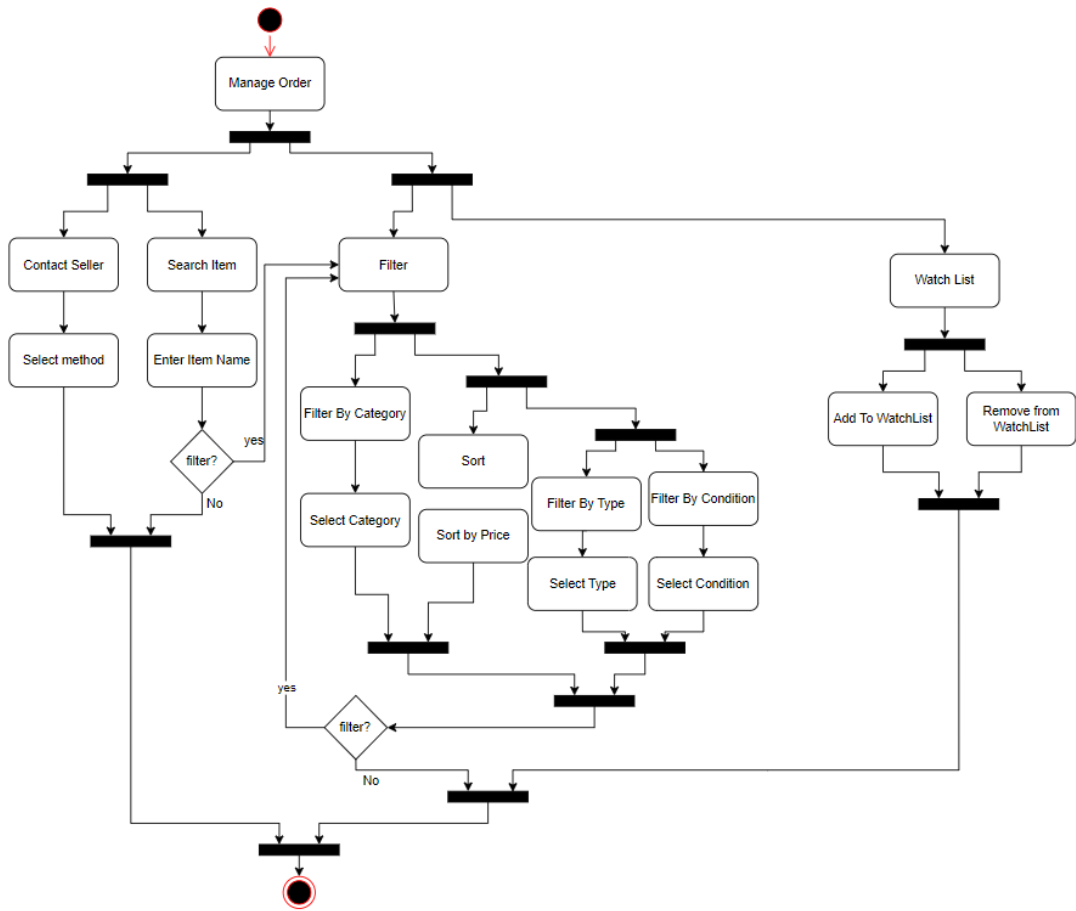 Manage Order
Contact Seller
Search Item
Filter
Watch List
Select method
Enter Item Name
Filter By Category
Sort
Add To WatchList
Remove from
WatchList
yes
filter?
No
Filter By Type
Filter By Condition
Select Category
Sort by Price
Select Type
Select Condition
yes
filter?
No